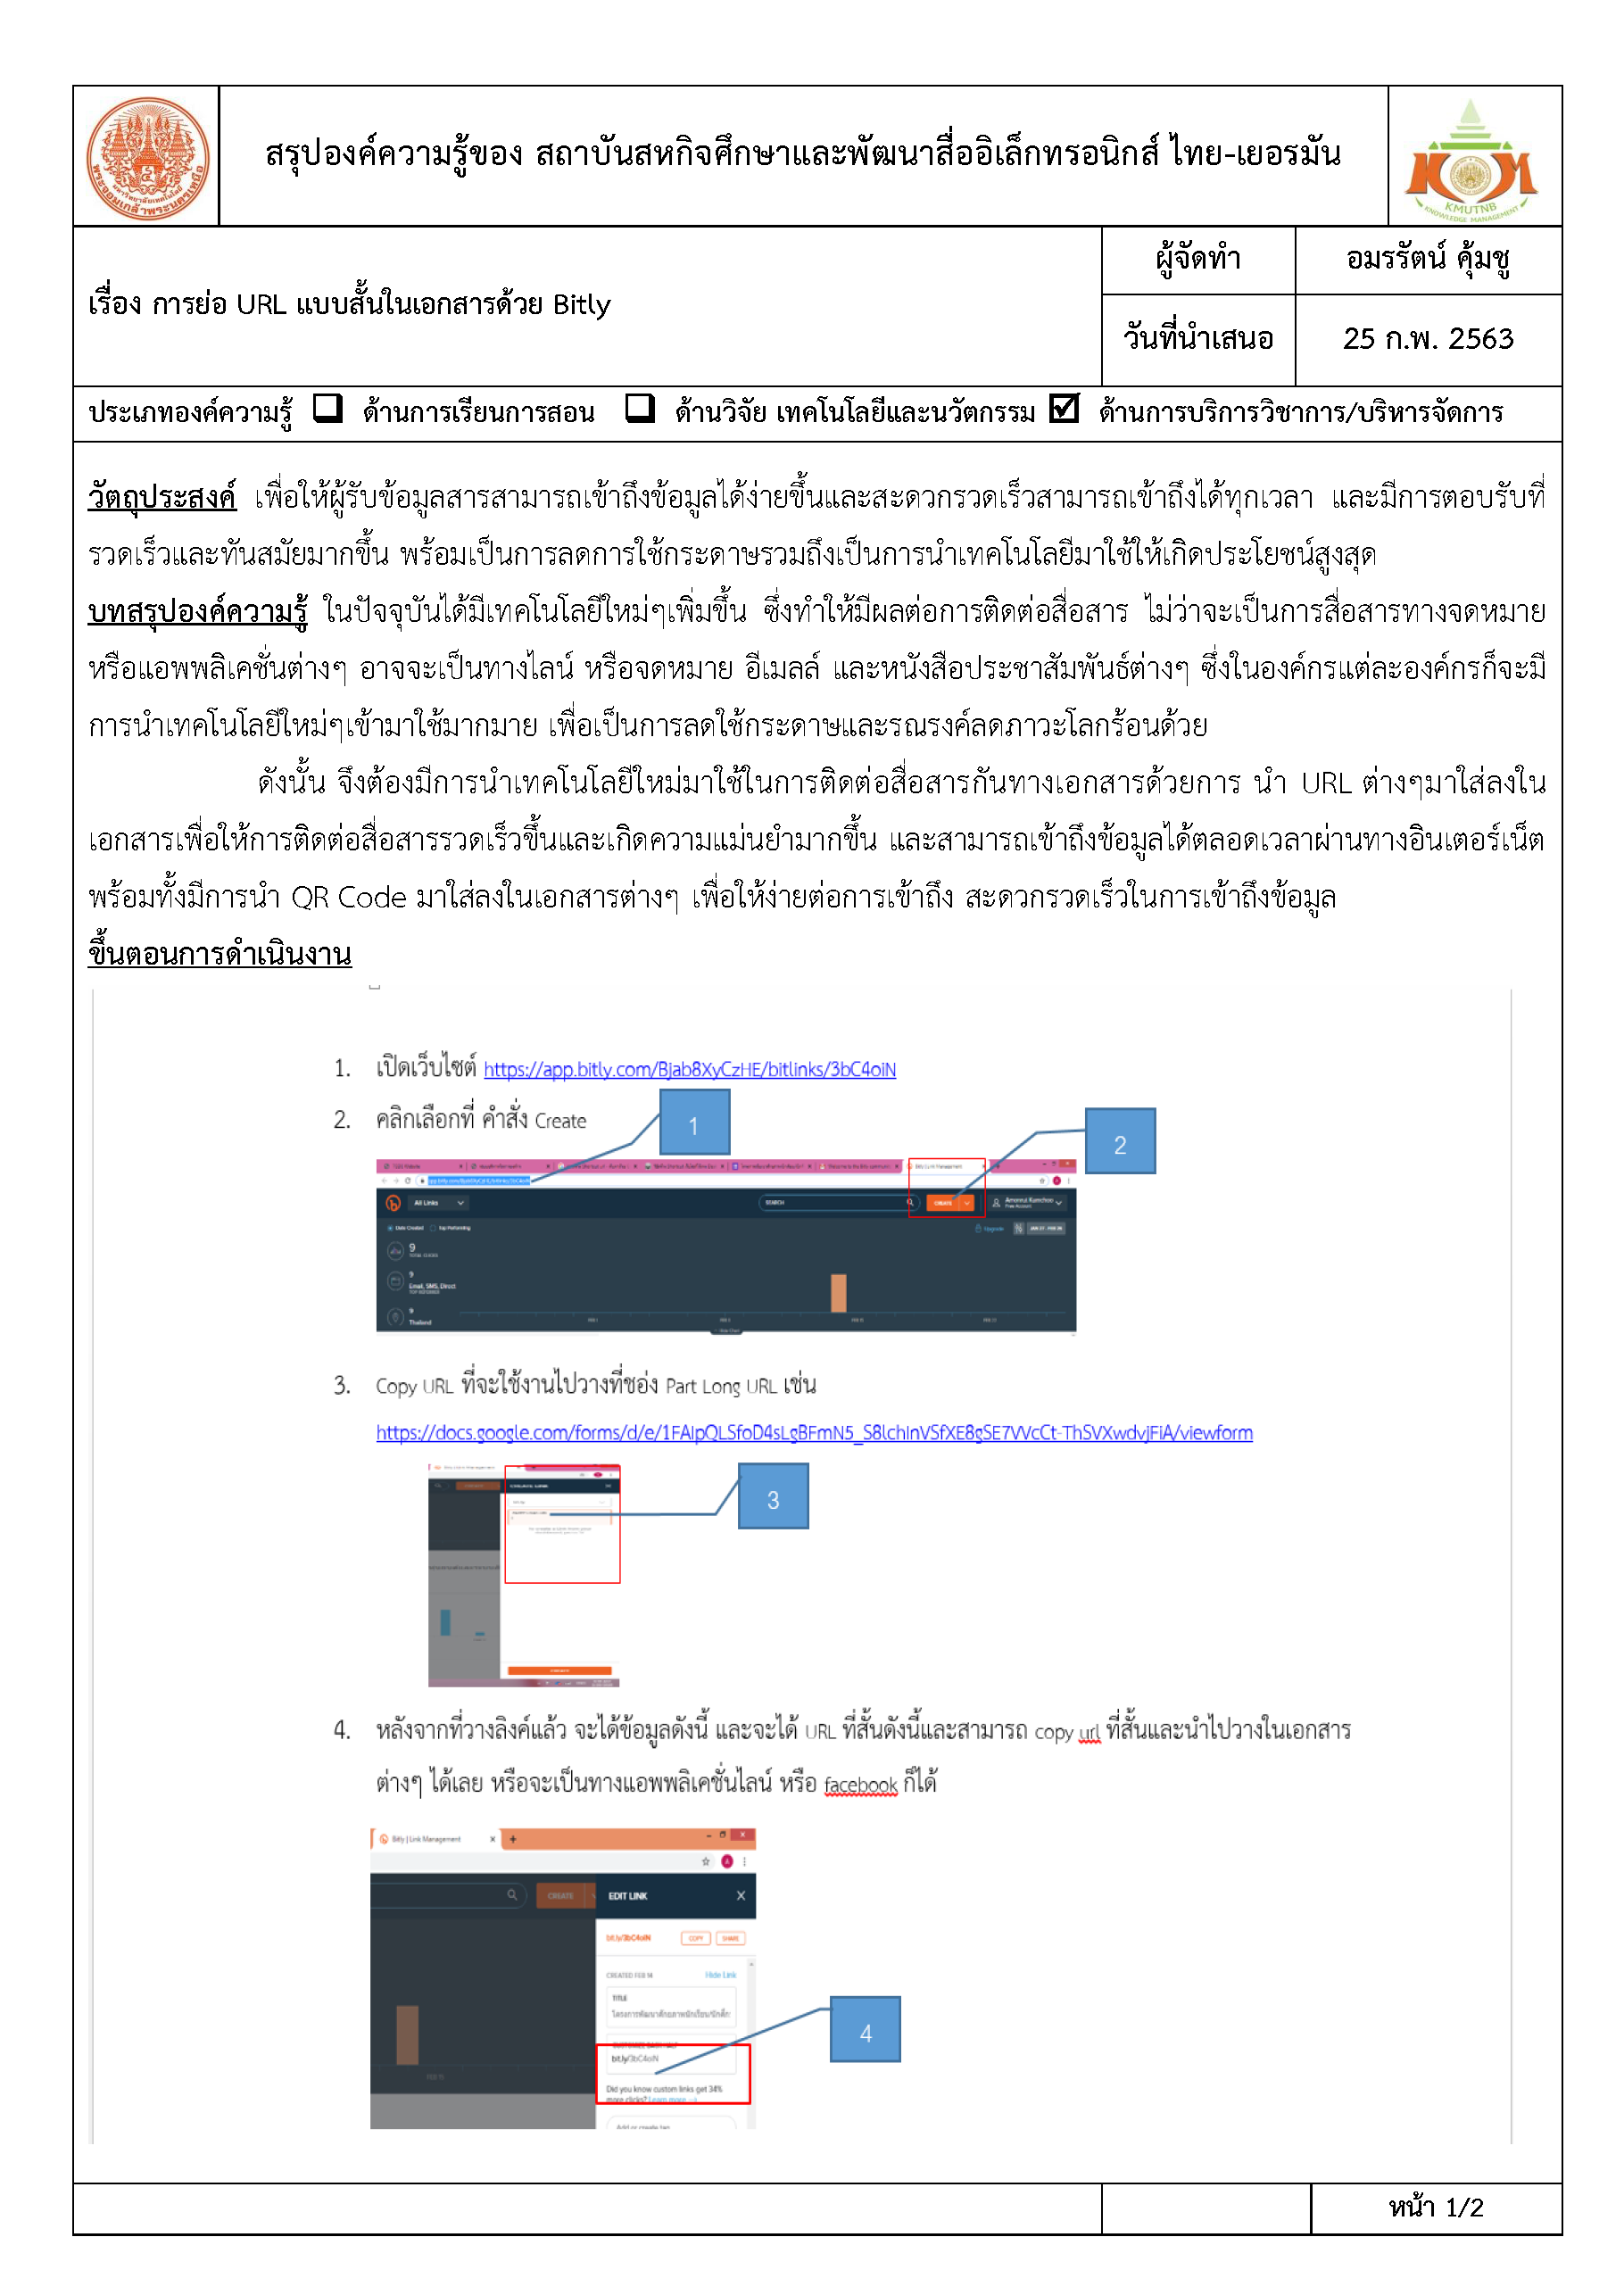 สรุปองค์ความรู้ของ สถาบันสหกิจศึกษาและพัฒนาสื่ออิเล็กทรอนิกส์ ไทย-เยอรมัน
KMUTNB
KNOWLEDGE MANAGEMENT
เรื่อง การย่อ URL แบบสั้นในเอกสารด้วย Bitly
ผู้จัดทำ
อมรรัตน์ คุ้มชู
วันที่นำเสนอ
25 ก.พ. 2563
ประเภทองค์ความรู้ ❑ ด้านการเรียนการสอน ❑ ด้านวิจัย เทคโนโลยีและนวัตกรรม ☑ ด้านการบริการวิชาการ/บริหารจัดการ
วัตถุประสงค์ เพื่อให้ผู้รับข้อมูลสารสามารถเข้าถึงข้อมูลได้ง่ายขึ้นและสะดวกรวดเร็วสามารถเข้าถึงได้ทุกเวลา และมีการตอบรับที่
รวดเร็วและทันสมัยมากขึ้น พร้อมเป็นการลดการใช้กระดาษรวมถึงเป็นการนำเทคโนโลยีมาใช้ให้เกิดประโยชน์สูงสุด
บทสรุปองค์ความรู้ ในปัจจุบันได้มีเทคโนโลยีใหม่ๆเพิ่มขึ้น ซึ่งทำให้มีผลต่อการติดต่อสื่อสาร ไม่ว่าจะเป็นการสื่อสารทางจดหมาย
หรือแอพพลิเคชั่นต่างๆ อาจจะเป็นทางไลน์ หรือจดหมาย อีเมลล์ และหนังสือประชาสัมพันธ์ต่างๆ ซึ่งในองค์กรแต่ละองค์กรก็จะมี
การนำเทคโนโลยีใหม่ๆเข้ามาใช้มากมาย เพื่อเป็นการลดใช้กระดาษและรณรงค์ลดภาวะโลกร้อนด้วย
ดังนั้น จึงต้องมีการนำเทคโนโลยีใหม่มาใช้ในการติดต่อสื่อสารกันทางเอกสารด้วยการ นำ URL ต่างๆมาใส่ลงใน
เอกสารเพื่อให้การติดต่อสื่อสารรวดเร็วขึ้นและเกิดความแม่นยำมากขึ้น และสามารถเข้าถึงข้อมูลได้ตลอดเวลาผ่านทางอินเตอร์เน็ต
พร้อมทั้งมีการนำ QR Code มาใส่ลงในเอกสารต่างๆ เพื่อให้ง่ายต่อการเข้าถึง สะดวกรวดเร็วในการเข้าถึงข้อมูล
ขึ้นตอนการดำเนินงาน
1. เปิดเว็บไซต์ https://app.bitly.com/Bjab8XyCzHE/bitlinks/3bC4oiN
2. คลิกเลือกที่ คำสั่ง Create
1
2
All Links
SEARCH
CREATE
Amornrut Kumchoo
Free Account
Date Created
Top Performing
Upgrade
9
TOTAL CLICKS
9
Email, SMS, Direct
TOP REFERRER
9
Thailand
3. Copy URL ที่จะใช้งานไปวางที่ชอ่ง Part Long URL เช่น
https://docs.google.com/forms/d/e/1FAIpQLSfoD4sLgBFmN5_S8lchInVSfXE8gSE7VVcCt-ThSVXwdvjFiA/viewform
CREATE LINK
3
4. หลังจากที่วางลิงค์แล้ว จะได้ข้อมูลดังนี้ และจะได้ URL ที่สั้นดังนี้และสามารถ copy url ที่สั้นและนำไปวางในเอกสาร
ต่างๆ ได้เลย หรือจะเป็นทางแอพพลิเคชั่นไลน์ หรือ facebook ก็ได้
Bitly | Link Management
CREATE
EDIT LINK
bit.ly/3bC4oiN
COPY
SHARE
CREATED FEB 14
Hide Link
TITLE
bit.ly/3bC4oiN
Did you know custom links get 34%
more clicks? Learn more
Add or create tag
FEB 15
4
หน้า 1/2